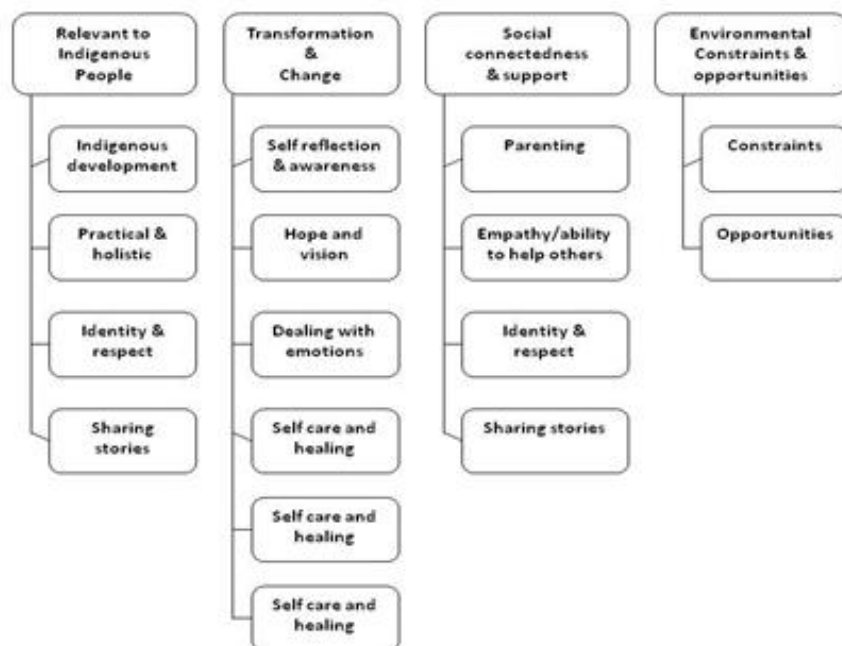 Relevant to
Indigenous
People
Indigenous
development
Practical &
holistic
Identity &
respect
Sharing
stories
Transformation
&
Change
Self reflection
& awareness
Hope and
vision
Dealing with
emotions
Self care and
healing
Self care and
healing
Self care and
healing
Social
connectedness
& support
Parenting
Empathy/ability
to help others
Identity &
respect
Sharing stories
Environmental
Constraints &
opportunities
Constraints
Opportunities